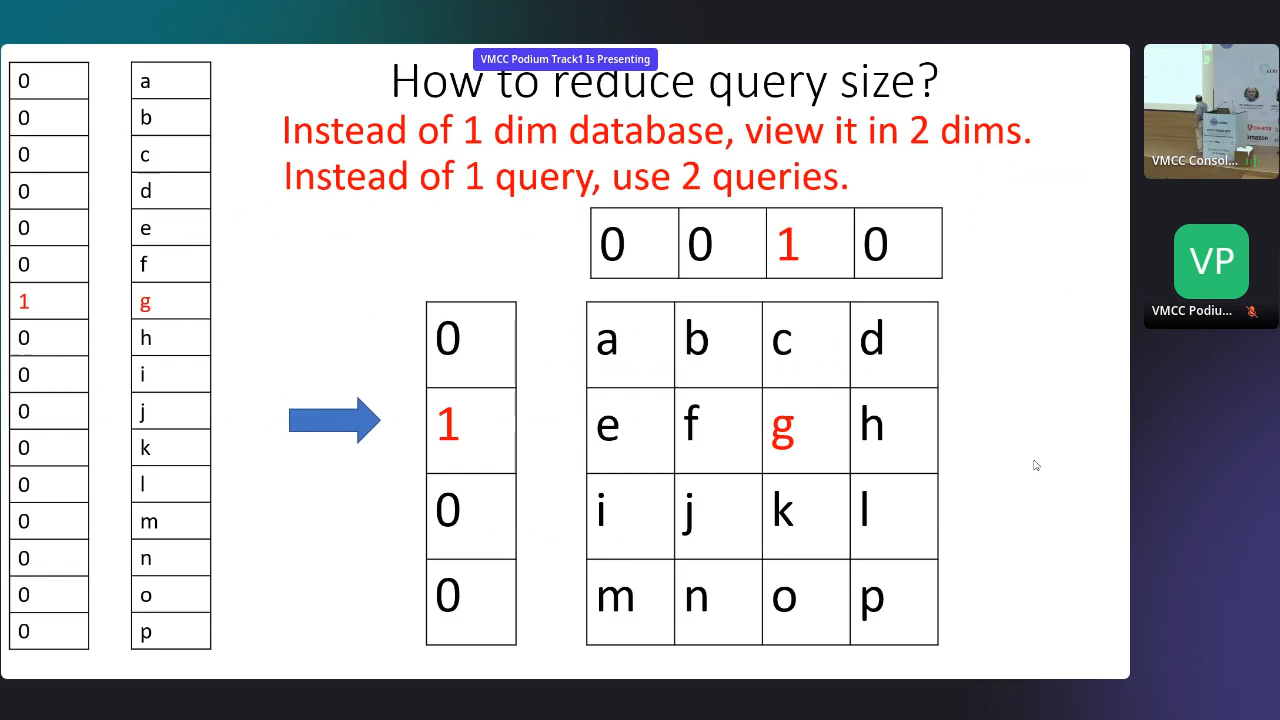 VMCC Podium Track1 Is Presenting
How to reduce query size?
Instead of 1 dim database, view it in 2 dims.
Instead of 1 query, use 2 queries.
0 a
0 b
0 c
0 d
0 e
0 f
1 g
0 h
0 i
0 j
0 k
0 l
0 m
0 n
0 o
0 p
0 0 1 0
0 a b c d
1 e f g h
0 i j k l
0 m n o p
VMCC Consol...
amazon
VP
VMCC Podiu...